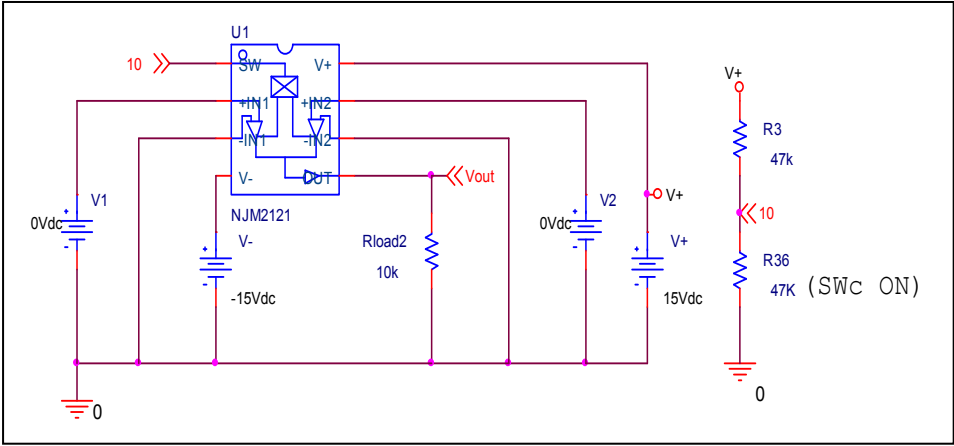 U1
10
SW
V+
+IN1
+IN2
-IN1
-IN2
V-
OUT
Vout
NJM2121
V1
0Vdc
V-
-15Vdc
Rload2
10k
V2
0Vdc
V+
V+
15Vdc
0
V+
R3
47k
10
R36
47K
(SWc ON)
0